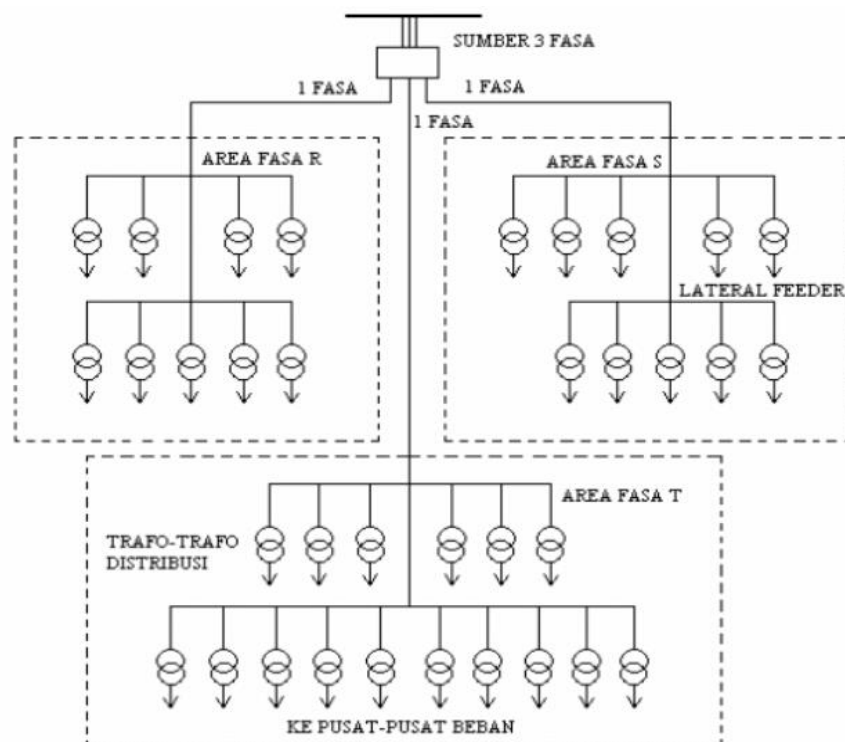 SUMBER 3 FASA
1 FASA
1 FASA
1 FASA
AREA FASA R
AREA FASA S
LATERAL FEEDER
AREA FASA T
TRAFO-TRAFO
DISTRIBUSI
KE PUSAT-PUSAT BEBAN